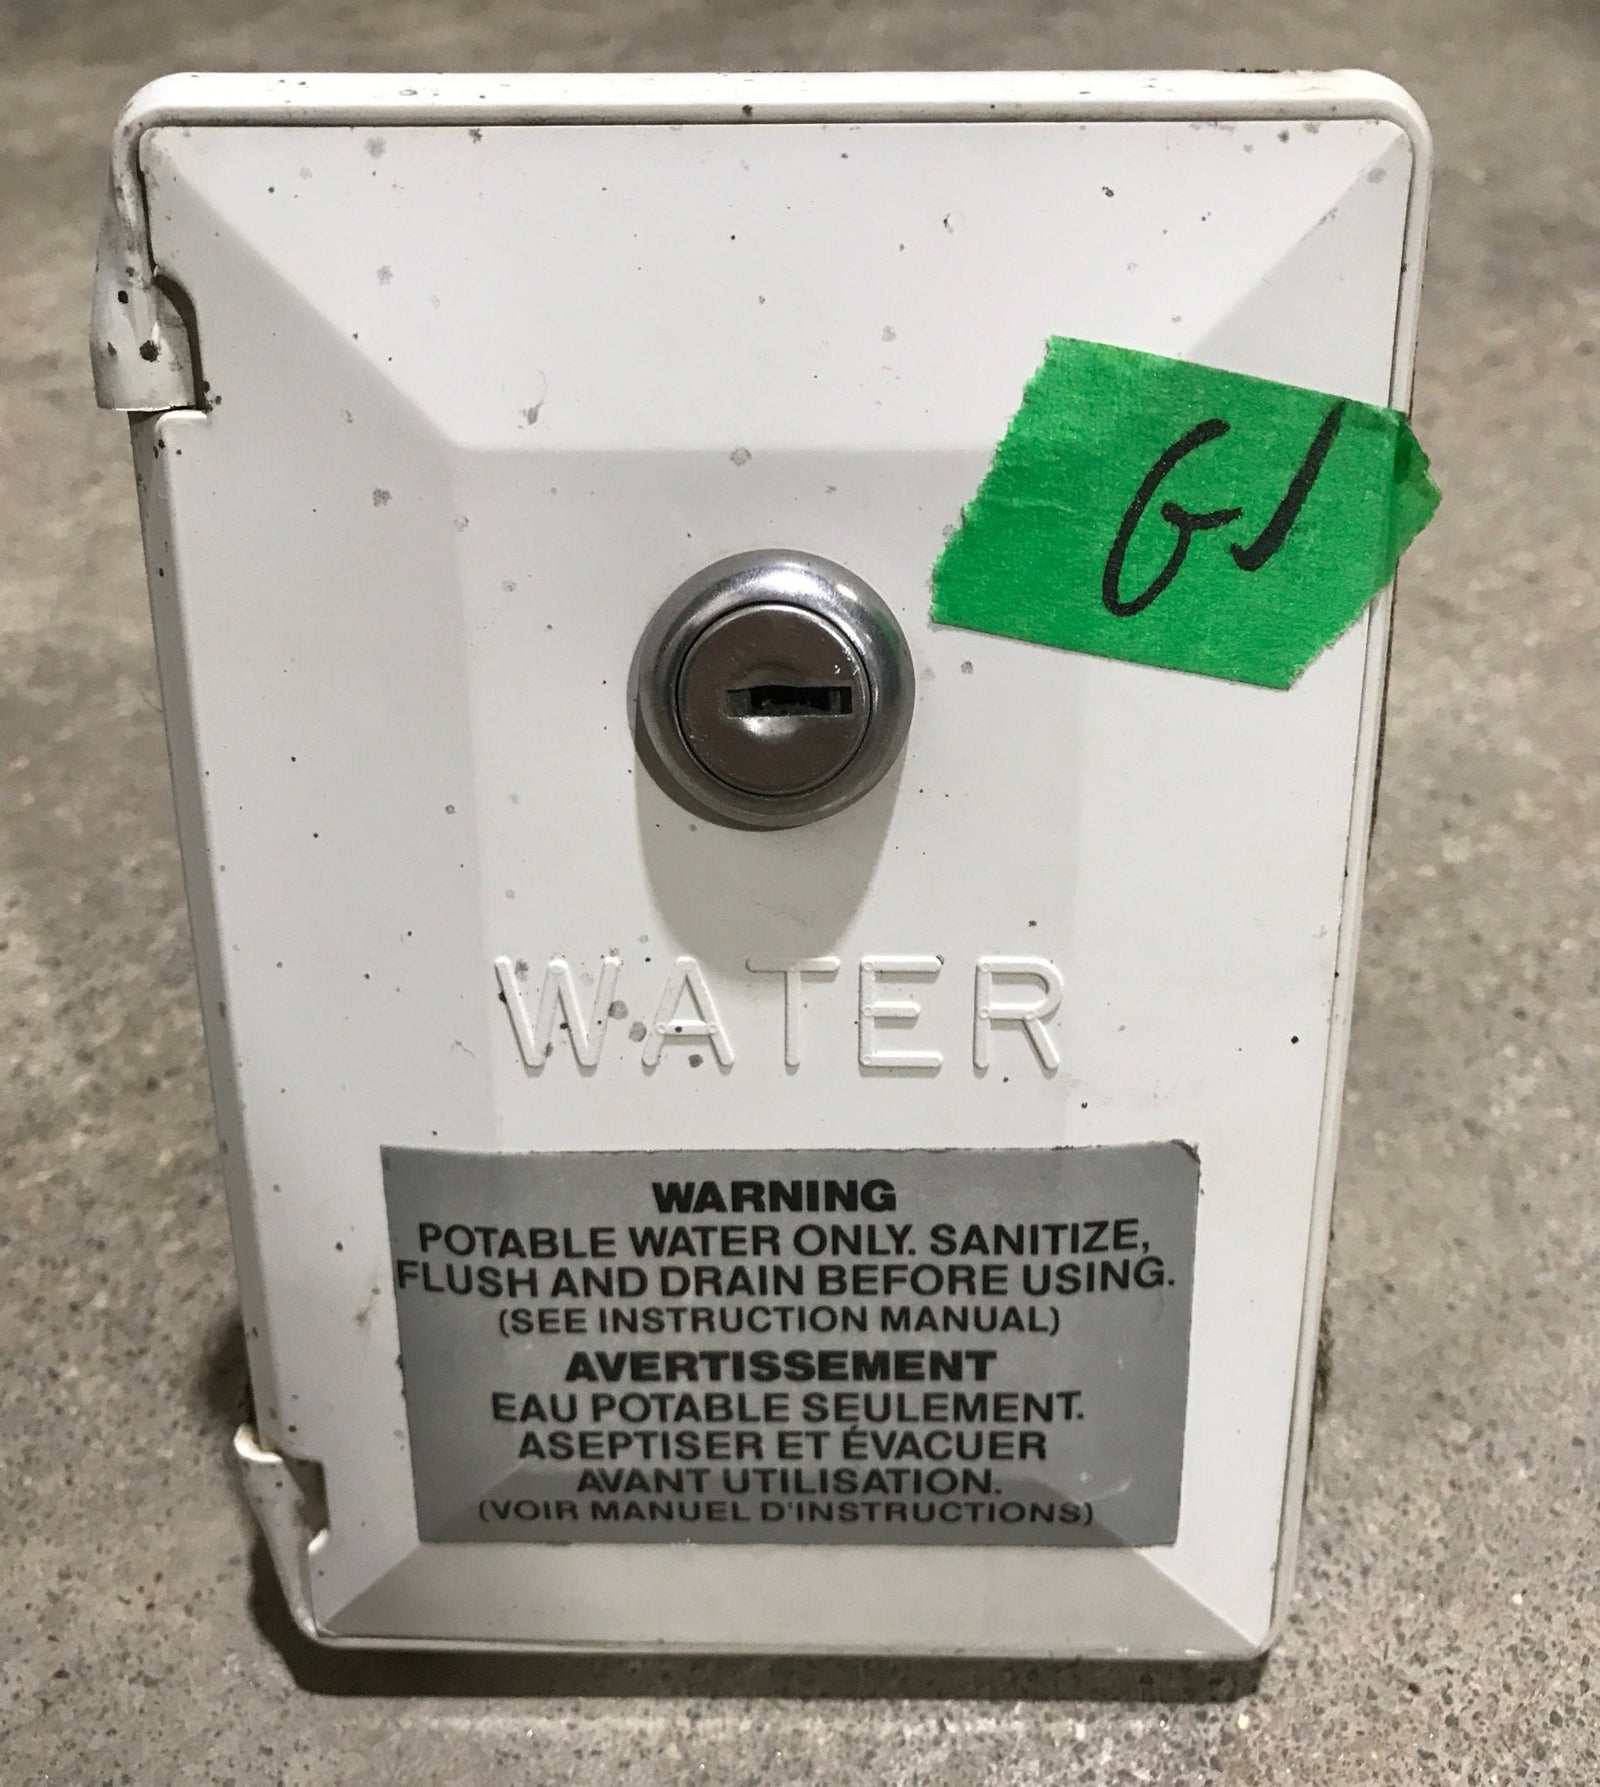 G1
WATER
WARNING
POTABLE WATER ONLY. SANITIZE,
FLUSH AND DRAIN BEFORE USING.
(SEE INSTRUCTION MANUAL)
AVERTISSEMENT
EAU POTABLE SEULEMENT.
ASEPTISER ET ÉVACUER
AVANT UTILISATION.
(VOIR MANUEL D'INSTRUCTIONS)